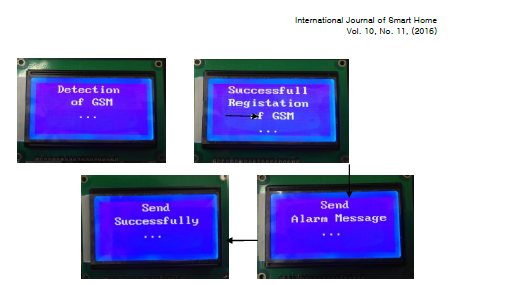 International Journal of Smart Home
Vol. 10, No. 11, (2016)
Detection
of GSM
...
Successfull
Registation
of GSM
...
Send
Alarm Message
...
Send
Successfully
...